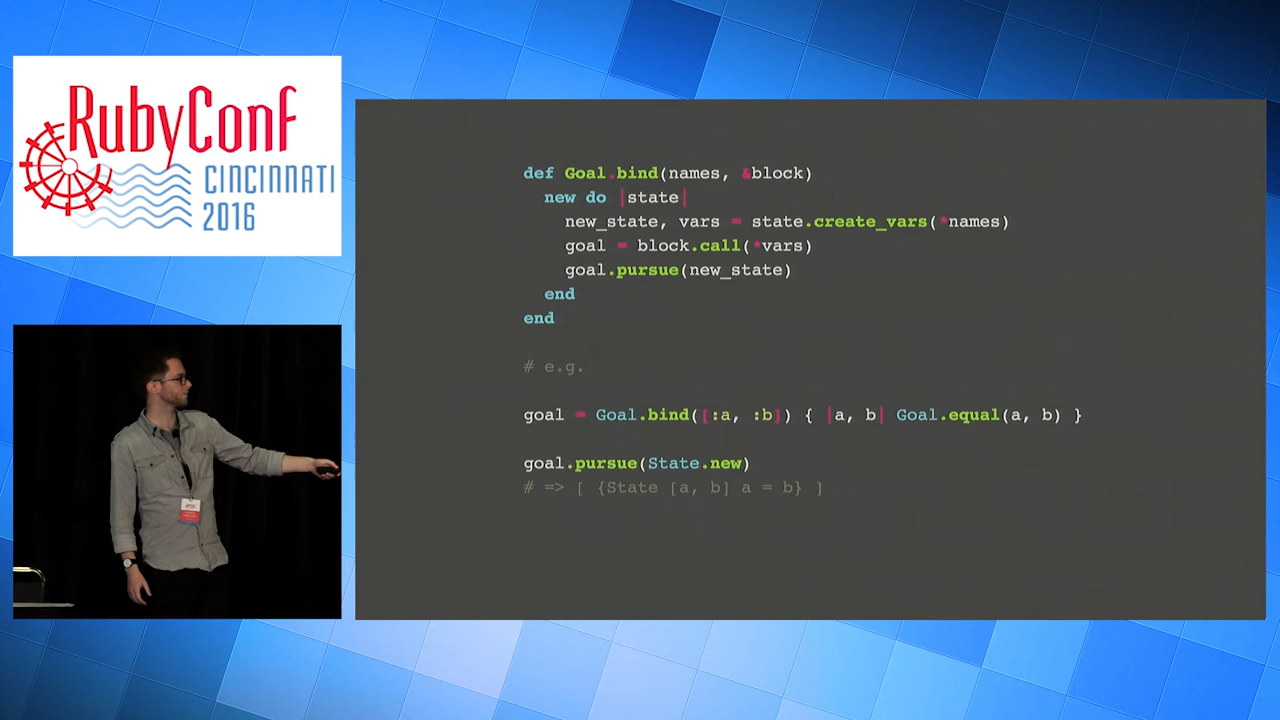 RubyConf
CINCINNATI
2016
def Goal.bind(names, &block)
  new do |state|
    new_state, vars = state.create_vars(*names)
    goal = block.call(*vars)
    goal.pursue(new_state)
  end
end
# e.g.
goal = Goal.bind([:a, :b]) { |a, b| Goal.equal(a, b) }
goal.pursue(State.new)
# => [ {State [a, b] a = b} ]